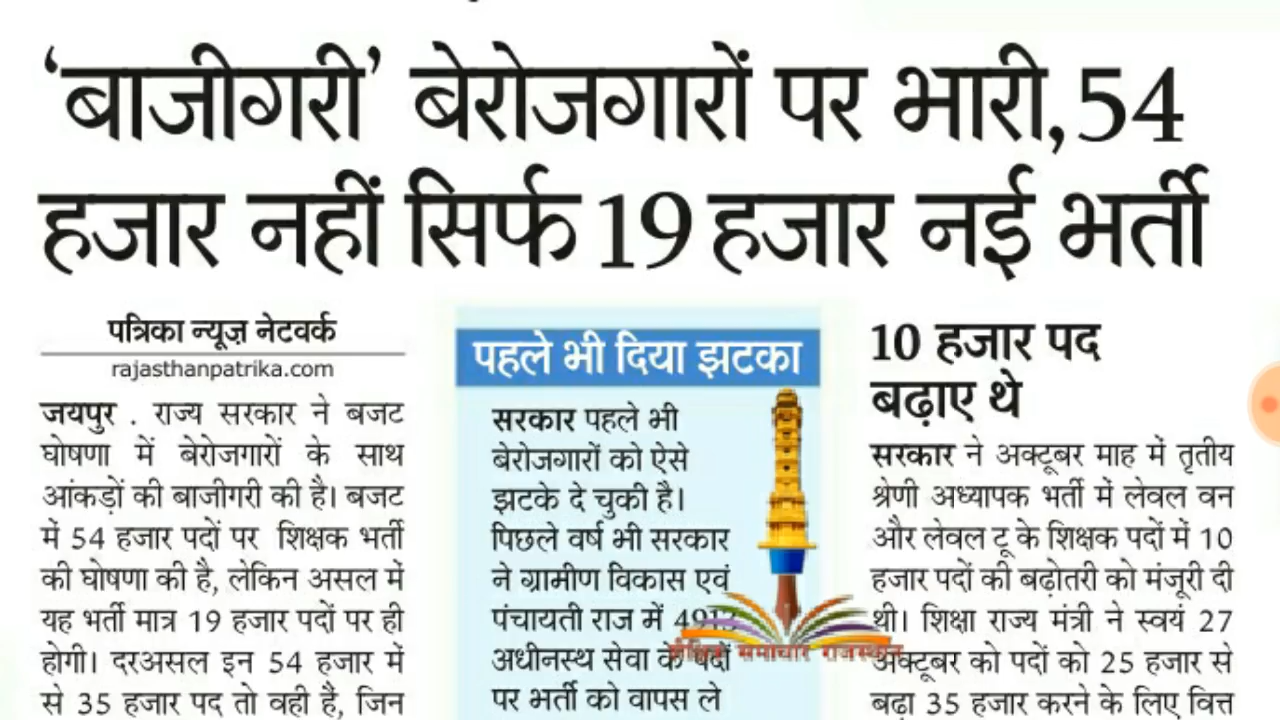 ‘बाजीगरी’ बेरोजगारों पर भारी, 54
हजार नहीं सिर्फ 19 हजार नई भर्ती
पत्रिका न्यूज़ नेटवर्क
rajasthanpatrika.com
जयपुर . राज्य सरकार ने बजट
घोषणा में बेरोजगारों के साथ
आंकड़ों की बाजीगरी की है। बजट
में 54 हजार पदों पर शिक्षक भर्ती
की घोषणा की है, लेकिन असल में
यह भर्ती मात्र 19 हजार पदों पर ही
होगी। दरअसल इन 54 हजार में
से 35 हजार पद तो वही है, जिन
पहले भी दिया झटका
सरकार पहले भी
बेरोजगारों को ऐसे
झटके दे चुकी है।
पिछले वर्ष भी सरकार
ने ग्रामीण विकास एवं
पंचायती राज में 4913
अधीनस्थ सेवा के पदों
पर भर्ती को वापस ले
समाचार राजस्थान
10 हजार पद
बढ़ाए थे
सरकार ने अक्टूबर माह में तृतीय
श्रेणी अध्यापक भर्ती में लेवल वन
और लेवल टू के शिक्षक पदों में 10
हजार पदों की बढ़ोतरी को मंजूरी दी
थी। शिक्षा राज्य मंत्री ने स्वयं 27
अक्टूबर को पदों को 25 हजार से
बढ़ा 35 हजार करने के लिए वित्त